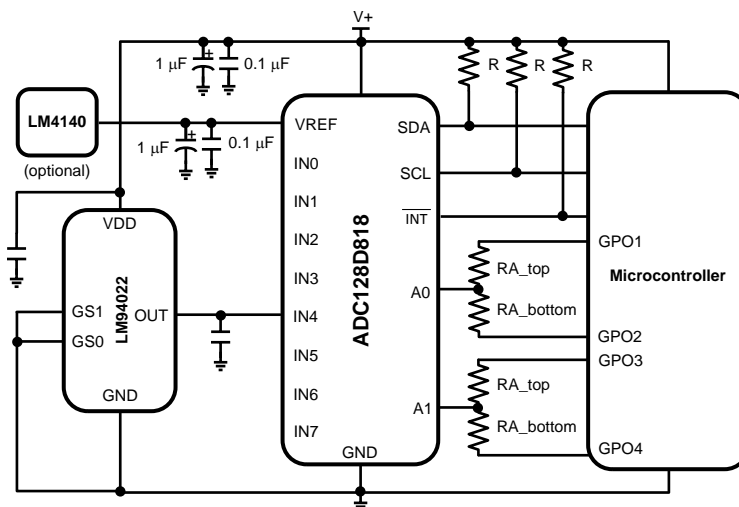 V+
1 µF
+
0.1 µF
R
R
R
LM4140
(optional)
1 µF
+
0.1 µF
VREF
IN0
IN1
IN2
IN3
IN4
IN5
IN6
IN7
GND
ADC128D818
SDA
SCL
INT
A0
A1
VDD
GS1
GS0
OUT
LM94022
GND
RA_top
RA_bottom
RA_top
RA_bottom
GPO1
Microcontroller
GPO2
GPO3
GPO4